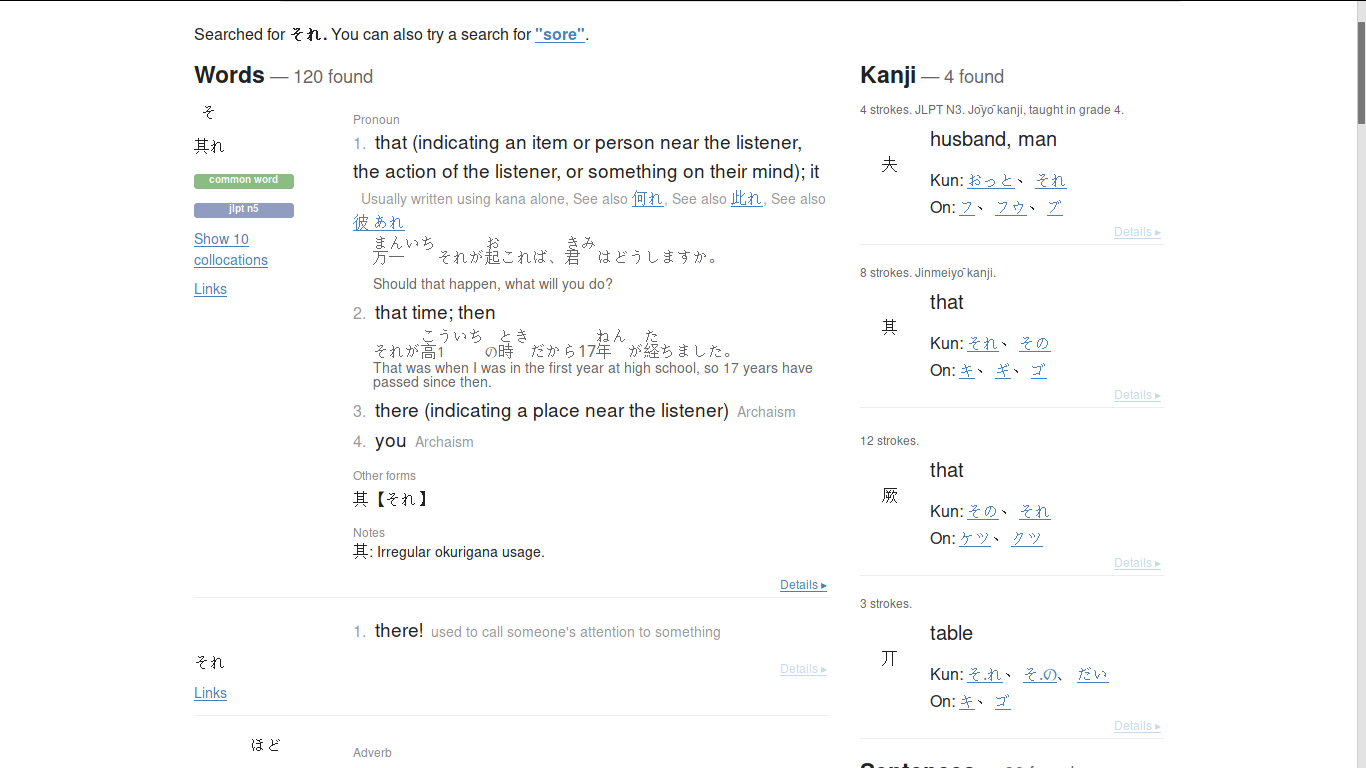 Searched for それ. You can also try a search for "sore".
Words — 120 found
そ
其れ
common word
jlpt n5
Show 10
collocations
Links
Pronoun
1. that (indicating an item or person near the listener,
the action of the listener, or something on their mind); it
Usually written using kana alone, See also 何れ, See also 此れ, See also
彼 あれ
まんいち お きみ
万一 それが起これば、君はどうしますか。
Should that happen, what will you do?
2. that time; then
こういち とき ねん た
それが高1 の時 だから17年 が経ちました。
That was when I was in the first year at high school, so 17 years have
passed since then.
3. there (indicating a place near the listener) Archaism
4. you Archaism
Other forms
其【それ】
Notes
其: Irregular okurigana usage.
Details ▸
1. there! used to call someone's attention to something
それ
Details ▸
Links
ほど
Adverb
Kanji — 4 found
4 strokes. JLPT N3. Jōyō kanji, taught in grade 4.
husband, man
夫
Kun: おっと、 それ
On: フ、 フウ、 ブ
Details ▸
8 strokes. Jinmeiyō kanji.
that
其
Kun: それ、 その
On: キ、 ギ、 ゴ
Details ▸
12 strokes.
that
厥
Kun: その、 それ
On: ケツ、 クツ
Details ▸
3 strokes.
table
丌
Kun: そ.れ、 そ.の、 だい
On: キ、 ゴ
Details ▸